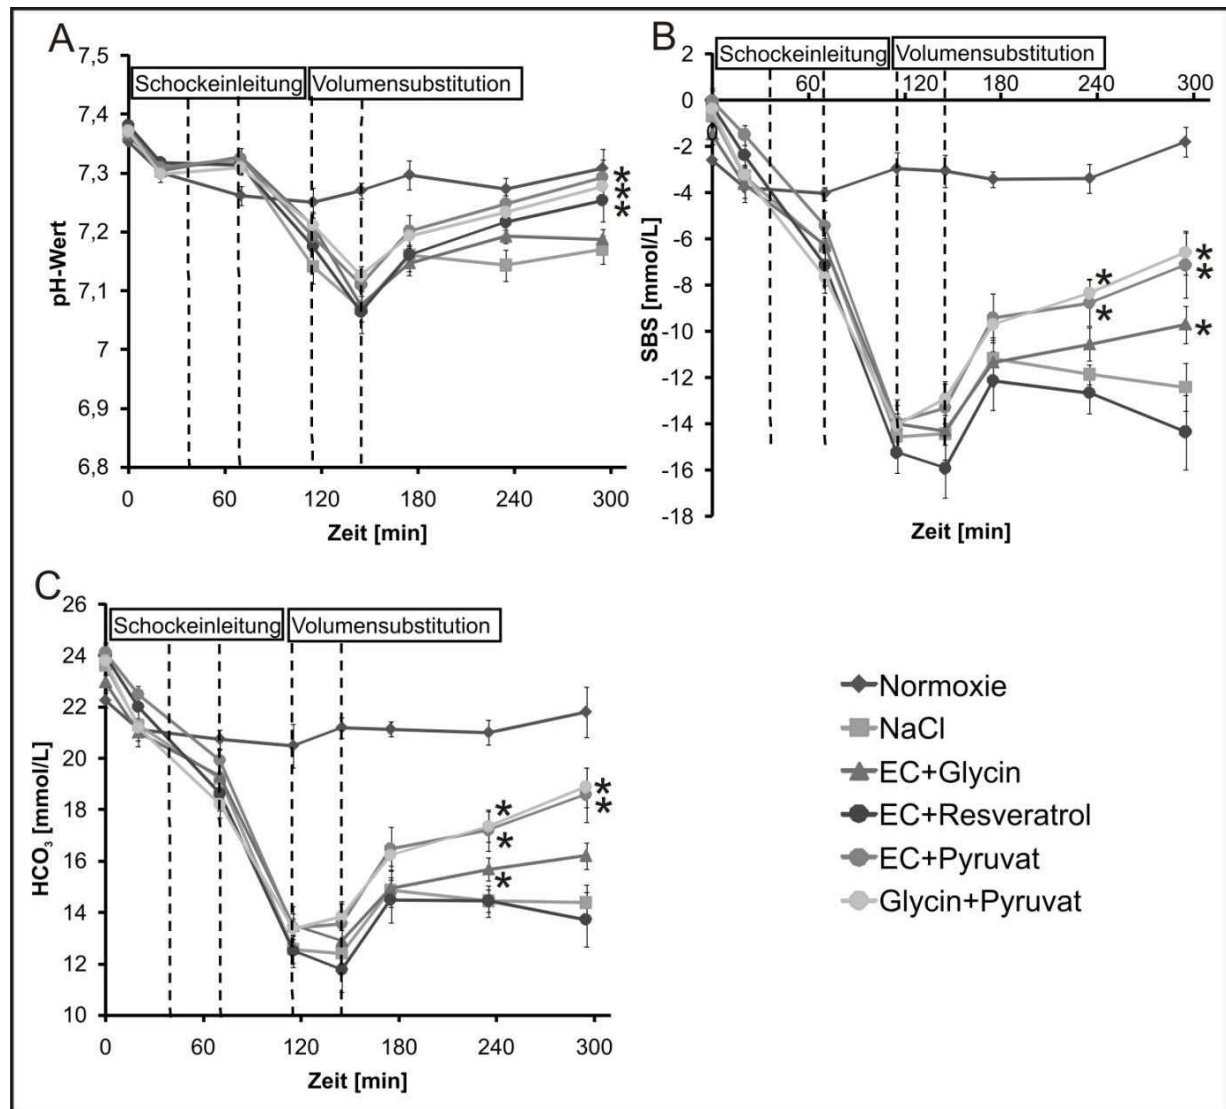 A
7,5
7,4
7,3
7,2
7,1
7
6,9
6,8
pH-Wert
Schockeinleitung
Volumensubstitution
*
*
*
0 60 120 180 240 300
Zeit [min]
B
2
0
-2
-4
-6
-8
-10
-12
-14
-16
-18
SBS [mmol/L]
Schockeinleitung
Volumensubstitution
60 120 180 240 300
*
*
*
*
*
Zeit [min]
C
26
24
22
20
18
16
14
12
10
HCO3 [mmol/L]
Schockeinleitung
Volumensubstitution
*
*
*
*
*
0 60 120 180 240 300
Zeit [min]
Normoxie
NaCl
EC+Glycin
EC+Resveratrol
EC+Pyruvat
Glycin+Pyruvat